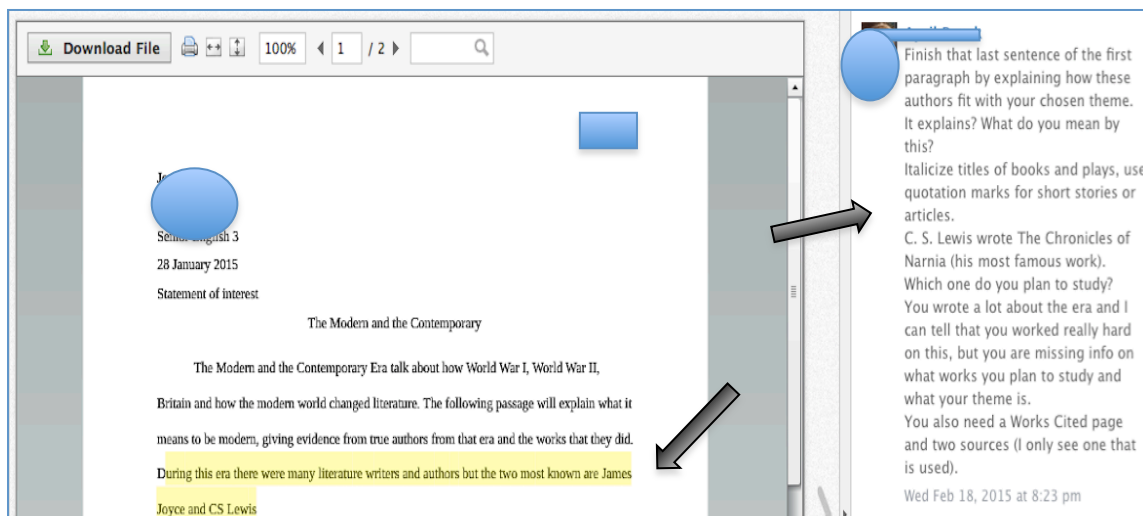 Download File 100% 1 / 2
Senior English 3
28 January 2015
Statement of interest
The Modern and the Contemporary
The Modern and the Contemporary Era talk about how World War I, World War II,
Britain and how the modern world changed literature. The following passage will explain what it
means to be modern, giving evidence from true authors from that era and the works that they did.
During this era there were many literature writers and authors but the two most known are James
Joyce and CS Lewis
Finish that last sentence of the first
paragraph by explaining how these
authors fit with your chosen theme.
It explains? What do you mean by
this?
Italicize titles of books and plays, use
quotation marks for short stories or
articles.
C. S. Lewis wrote The Chronicles of
Narnia (his most famous work).
Which one do you plan to study?
You wrote a lot about the era and I
can tell that you worked really hard
on this, but you are missing info on
what works you plan to study and
what your theme is.
You also need a Works Cited page
and two sources (I only see one that
is used).
Wed Feb 18, 2015 at 8:23 pm